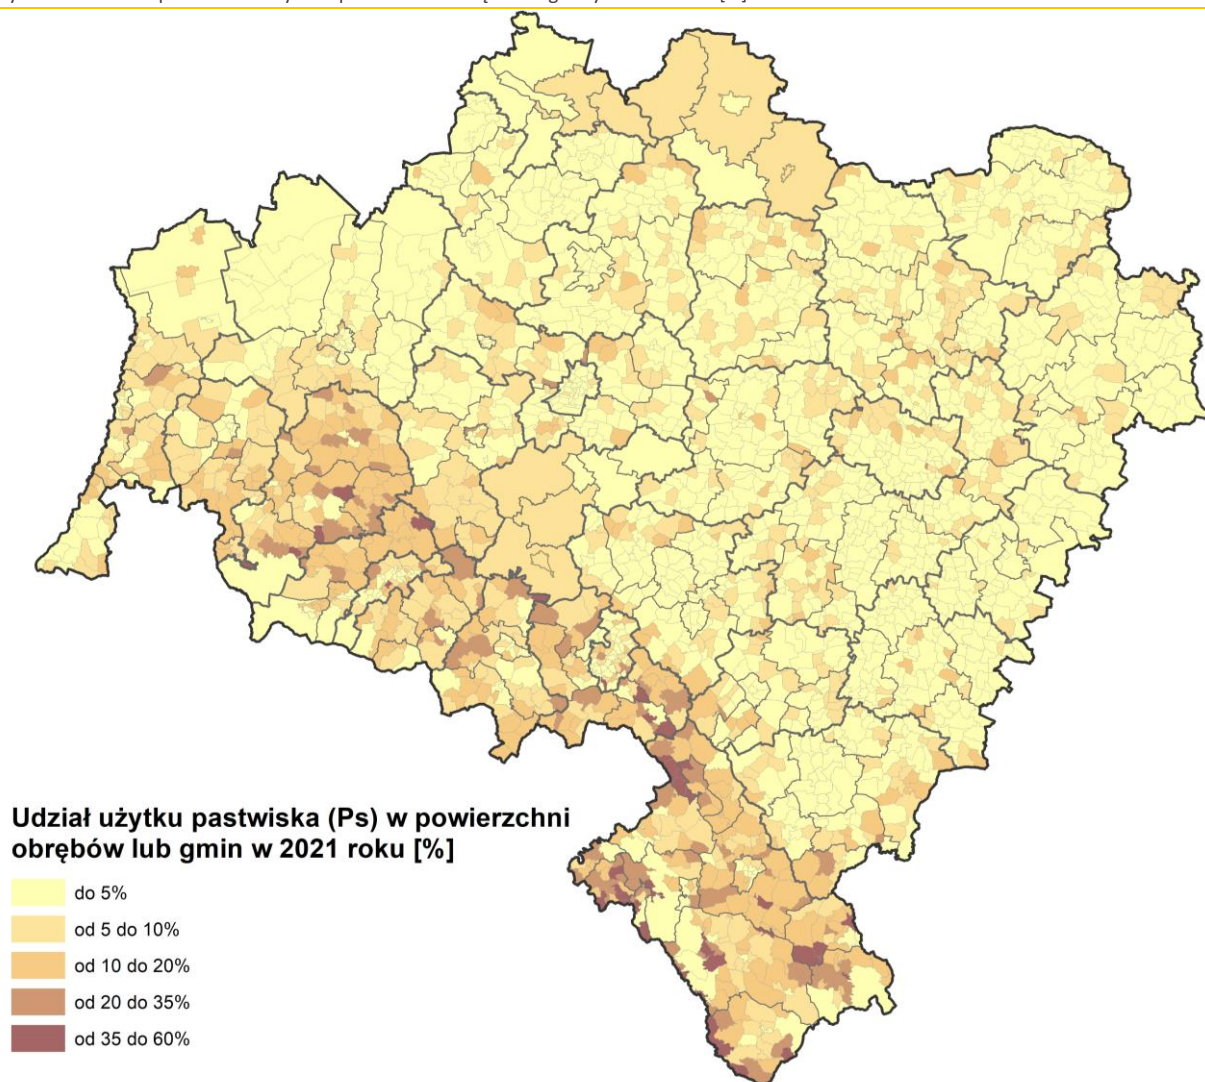 Udział użytku pastwiska (Ps) w powierzchni
obrębów lub gmin w 2021 roku [%]
do 5%
od 5 do 10%
od 10 do 20%
od 20 do 35%
od 35 do 60%